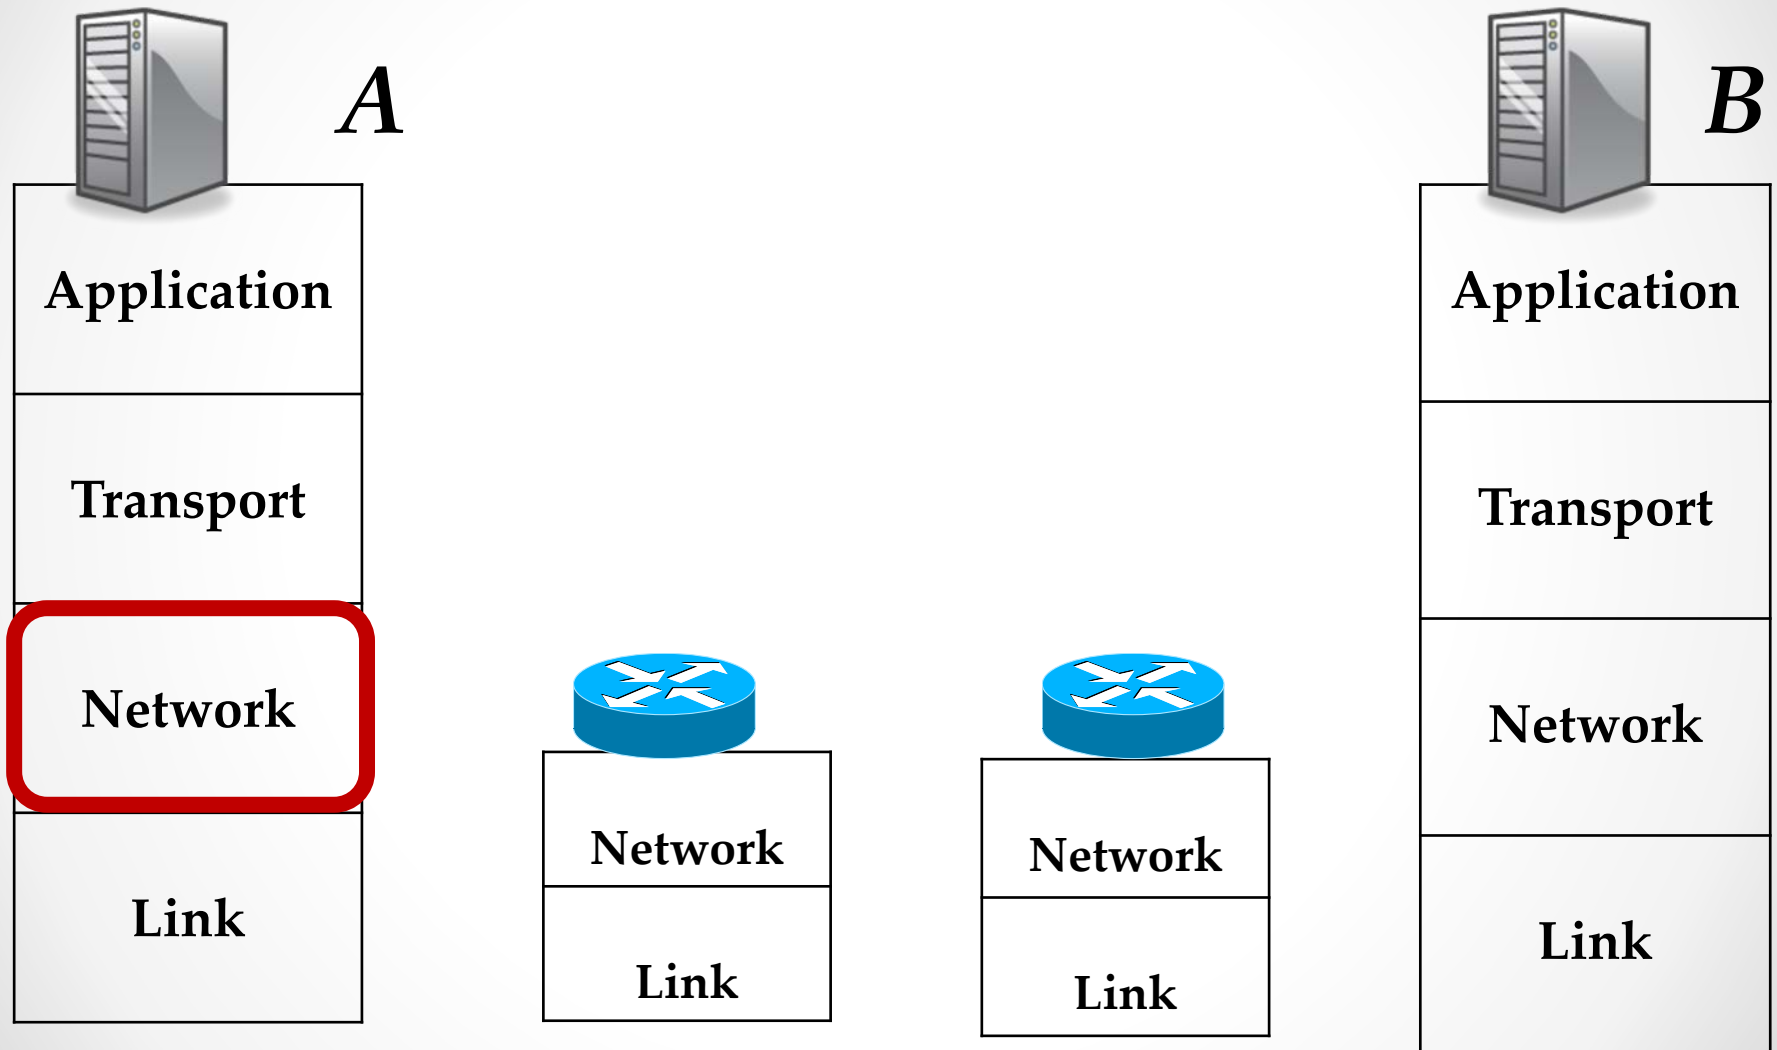 A
Application
Transport
Network
Link
Network
Link
Network
Link
B
Application
Transport
Network
Link